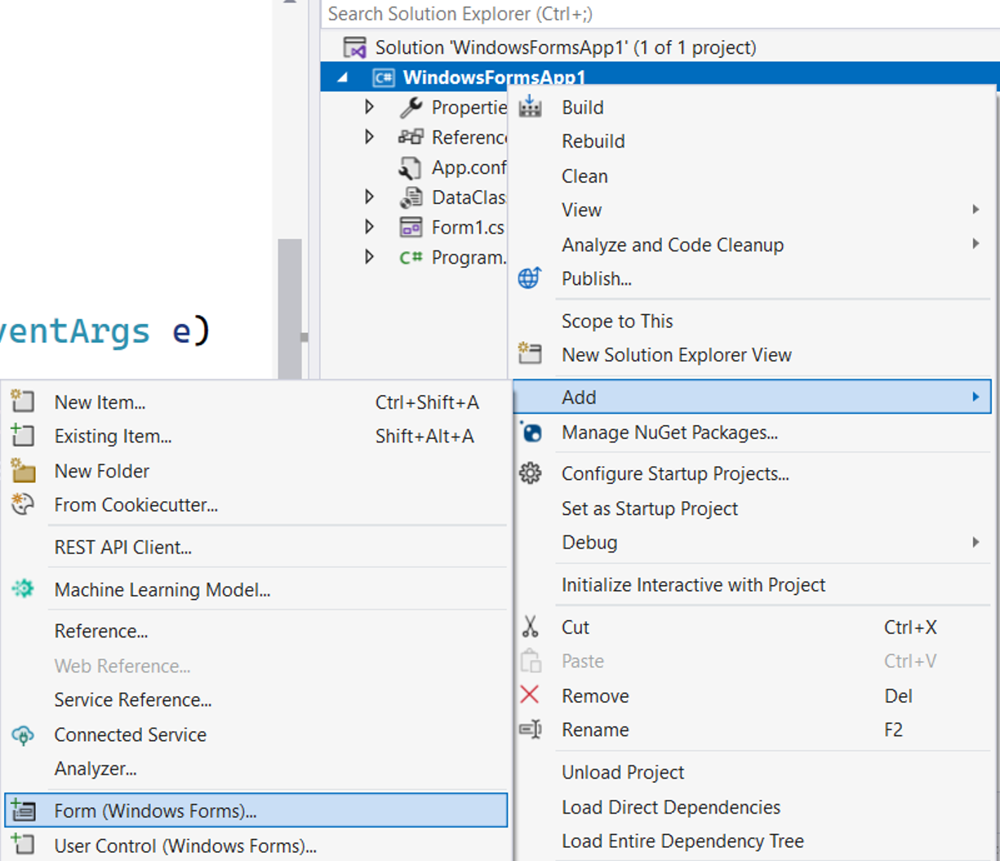 Search Solution Explorer (Ctrl+;)
Solution 'WindowsFormsApp1' (1 of 1 project)
C# WindowsFormsApp1
Propertie
Referenc
App.conf
DataClas
Form1.cs
C# Program.
ventArgs e)
Build
Rebuild
Clean
View
Analyze and Code Cleanup
Publish...
Scope to This
New Solution Explorer View
Add
Manage NuGet Packages...
Configure Startup Projects...
Set as Startup Project
Debug
Initialize Interactive with Project
Cut Ctrl+X
Paste Ctrl+V
Remove Del
Rename F2
Unload Project
Load Direct Dependencies
Load Entire Dependency Tree
New Item... Ctrl+Shift+A
Existing Item... Shift+Alt+A
New Folder
From Cookiecutter...
REST API Client...
Machine Learning Model...
Reference...
Web Reference...
Service Reference...
Connected Service
Analyzer...
Form (Windows Forms)...
User Control (Windows Forms)...